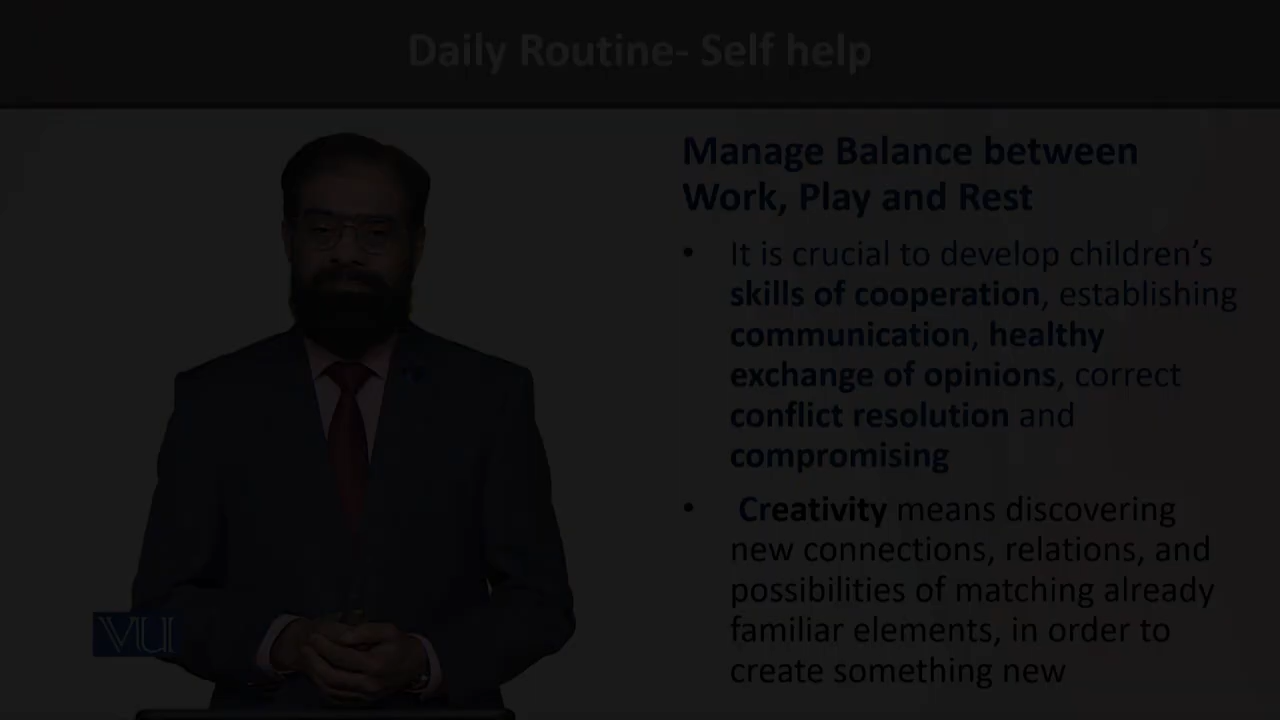 Daily Routine- Self help
Manage Balance between
Work, Play and Rest
• It is crucial to develop children's
skills of cooperation, establishing
communication, healthy
exchange of opinions, correct
conflict resolution and
compromising
• Creativity means discovering
new connections, relations, and
possibilities of matching already
familiar elements, in order to
create something new
VU